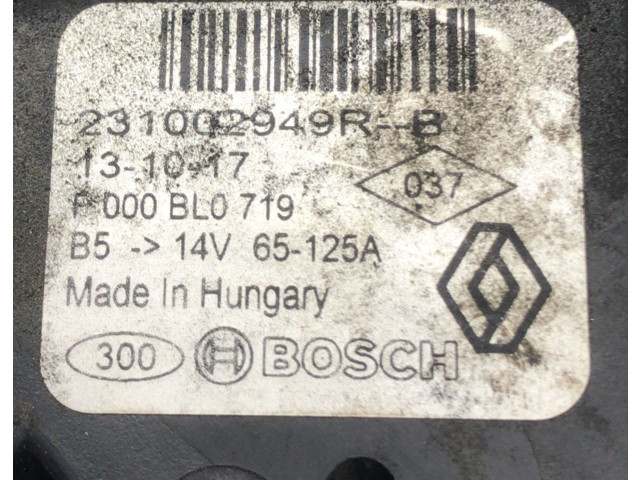 231002949R--B
13-10-17
037
F 000 BL0 719
B5 -> 14V 65-125A
Made In Hungary
300 BOSCH